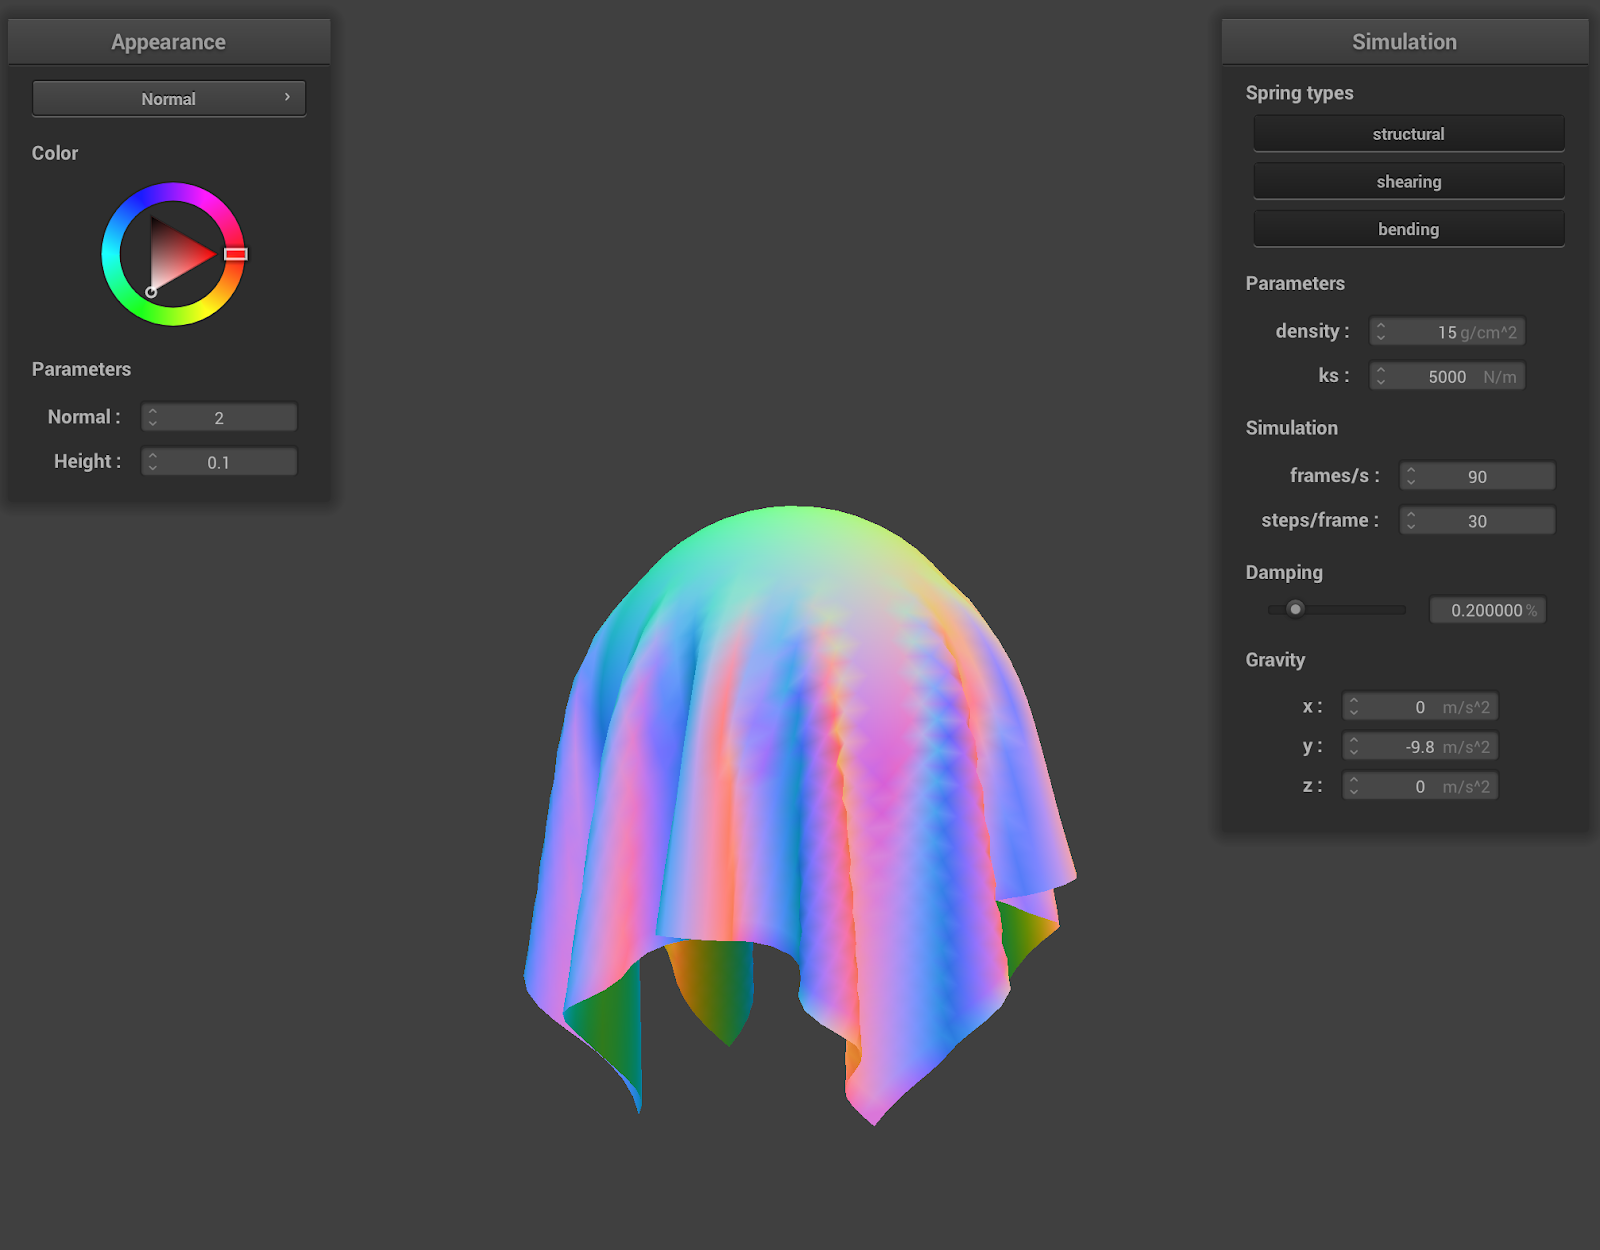 Appearance
Normal
Color
Parameters
Normal : 2
Height : 0.1
Simulation
Spring types
structural
shearing
bending
Parameters
density : 15 g/cm^2
ks : 5000 N/m
Simulation
frames/s : 90
steps/frame : 30
Damping
0.200000 %
Gravity
x : 0 m/s^2
y : -9.8 m/s^2
z : 0 m/s^2